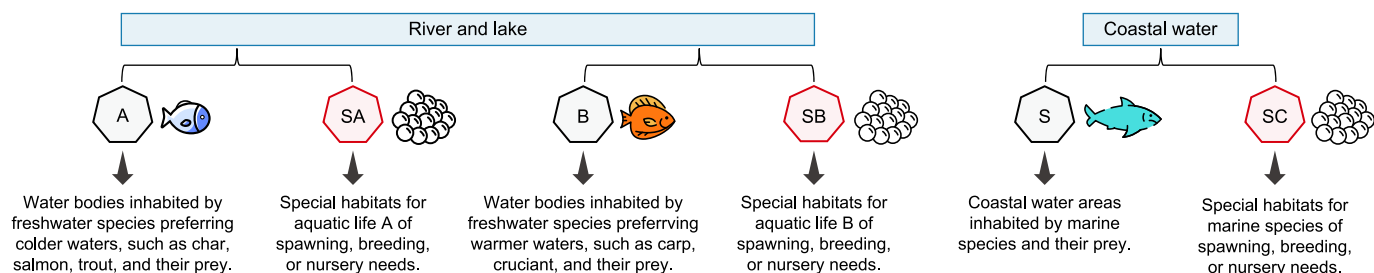 River and lake
Coastal water
A
SA
B
SB
S
SC
Water bodies inhabited by
freshwater species preferring
colder waters, such as char,
salmon, trout, and their prey.
Special habitats for
aquatic life A of
spawning, breeding,
or nursery needs.
Water bodies inhabited by
freshwater species preferrving
warmer waters, such as carp,
cruciant, and their prey.
Special habitats for
aquatic life B of
spawning, breeding,
or nursery needs.
Coastal water areas
inhabited by marine
species and their prey.
Special habitats for
marine species of
spawning, breeding,
or nursery needs.